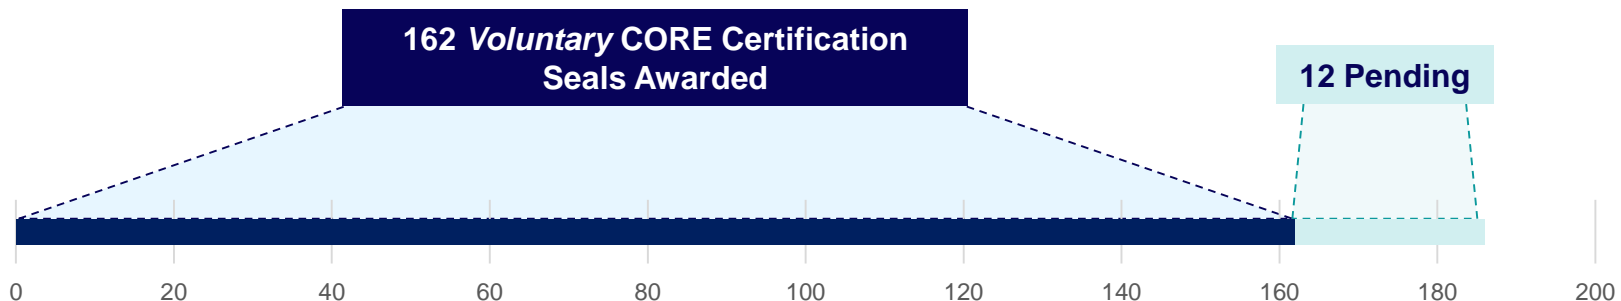 162 Voluntary CORE Certification
Seals Awarded
12 Pending
0 20 40 60 80 100 120 140 160 180 200